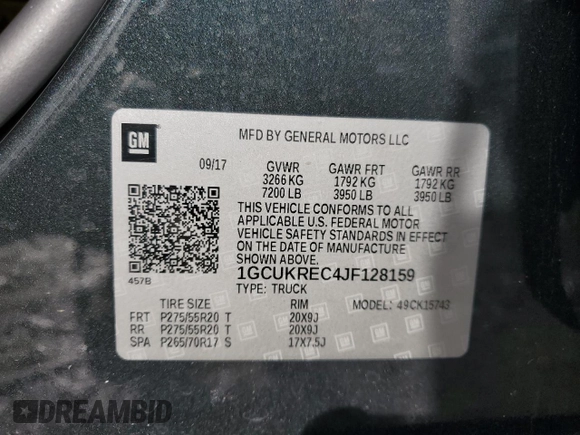 GM
MFD BY GENERAL MOTORS LLC
09/17 GVWR GAWR FRT GAWR RR
3266 KG 1792 KG 1792 KG
7200 LB 3950 LB 3950 LB
THIS VEHICLE CONFORMS TO ALL
APPLICABLE U.S. FEDERAL MOTOR
VEHICLE SAFETY STANDARDS IN EFFECT
ON THE DATE OF MANUFACTURE
SHOWN ABOVE.
457B
1GCUKREC4JF128159
TYPE: TRUCK MODEL: 49CK15743
TIRE SIZE RIM
FRT P275/55R20 T 20X9J
RR P275/55R20 T 20X9J
SPA P265/70R17 S 17X7.5J
DREAMBID